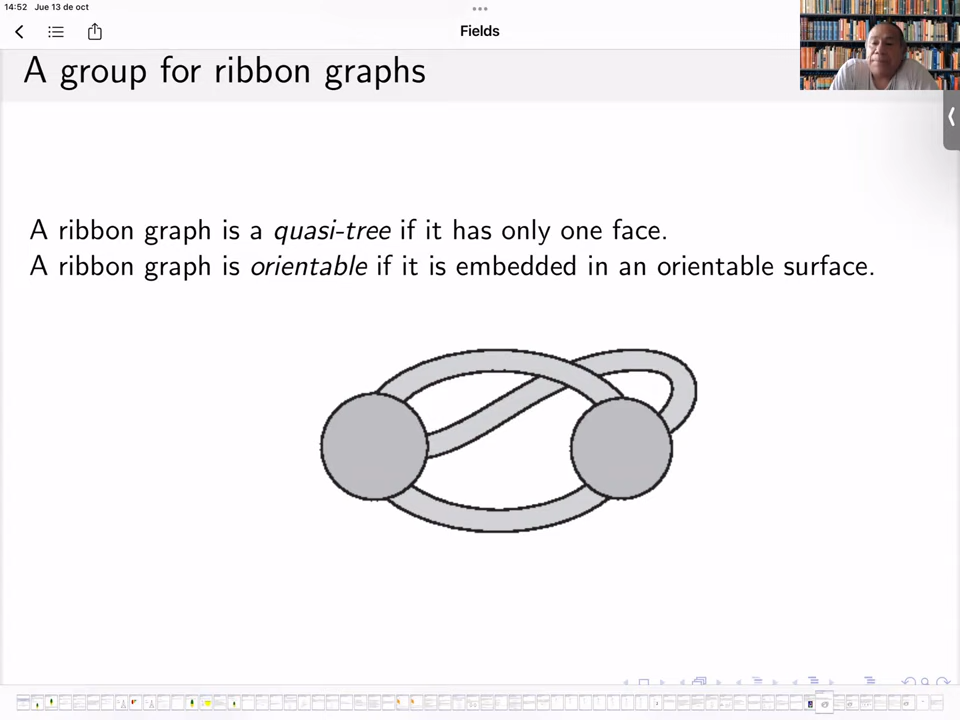 14:52 Jue 13 de oct
Fields
A group for ribbon graphs
A ribbon graph is a quasi-tree if it has only one face.
A ribbon graph is orientable if it is embedded in an orientable surface.